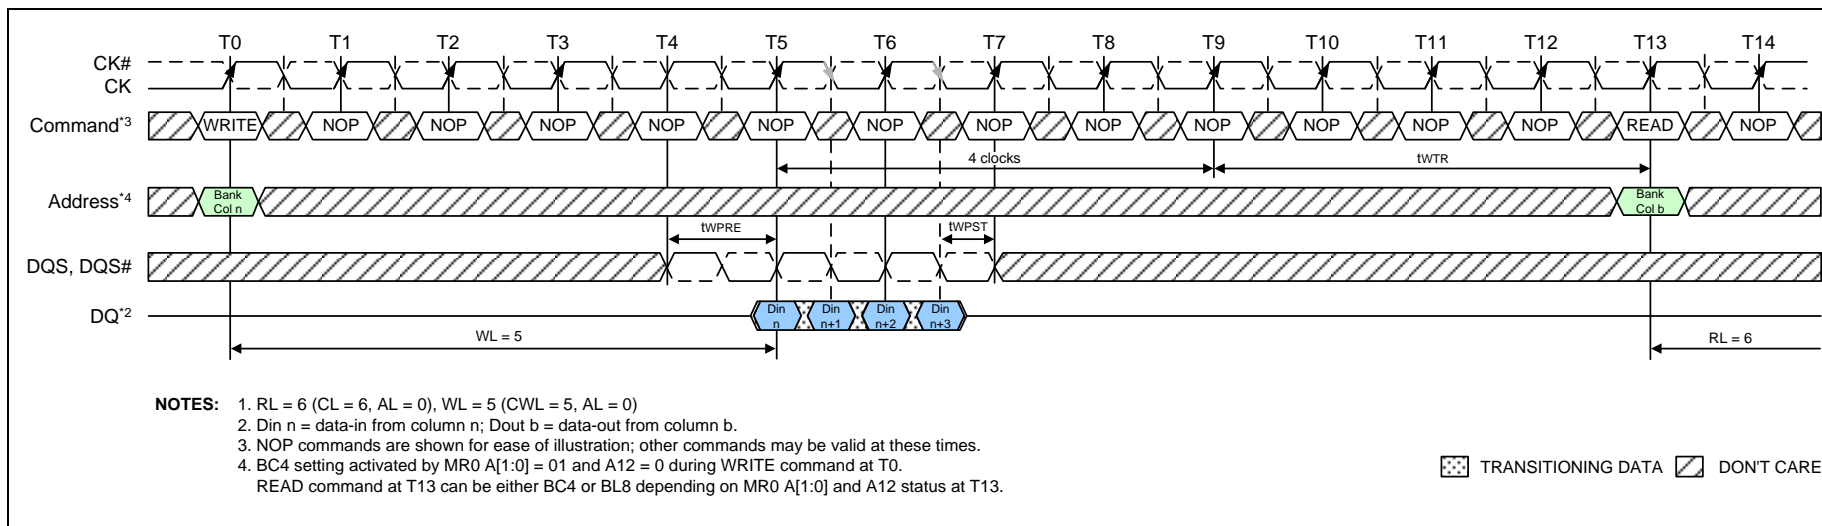 T0 T1 T2 T3 T4 T5 T6 T7 T8 T9 T10 T11 T12 T13 T14
CK#
CK
Command*3 WRITE NOP NOP NOP NOP NOP NOP NOP NOP NOP NOP NOP NOP READ NOP
4 clocks tWTR
Address*4 Bank Col n Bank Col b
tWPRE tWPST
DQS, DQS#
DQ*2 Din n Din n+1 Din n+2 Din n+3
WL = 5 RL = 6
NOTES: 1. RL = 6 (CL = 6, AL = 0), WL = 5 (CWL = 5, AL = 0)
2. Din n = data-in from column n; Dout b = data-out from column b.
3. NOP commands are shown for ease of illustration; other commands may be valid at these times.
4. BC4 setting activated by MR0 A[1:0] = 01 and A12 = 0 during WRITE command at T0.
READ command at T13 can be either BC4 or BL8 depending on MR0 A[1:0] and A12 status at T13.
TRANSITIONING DATA DON'T CARE